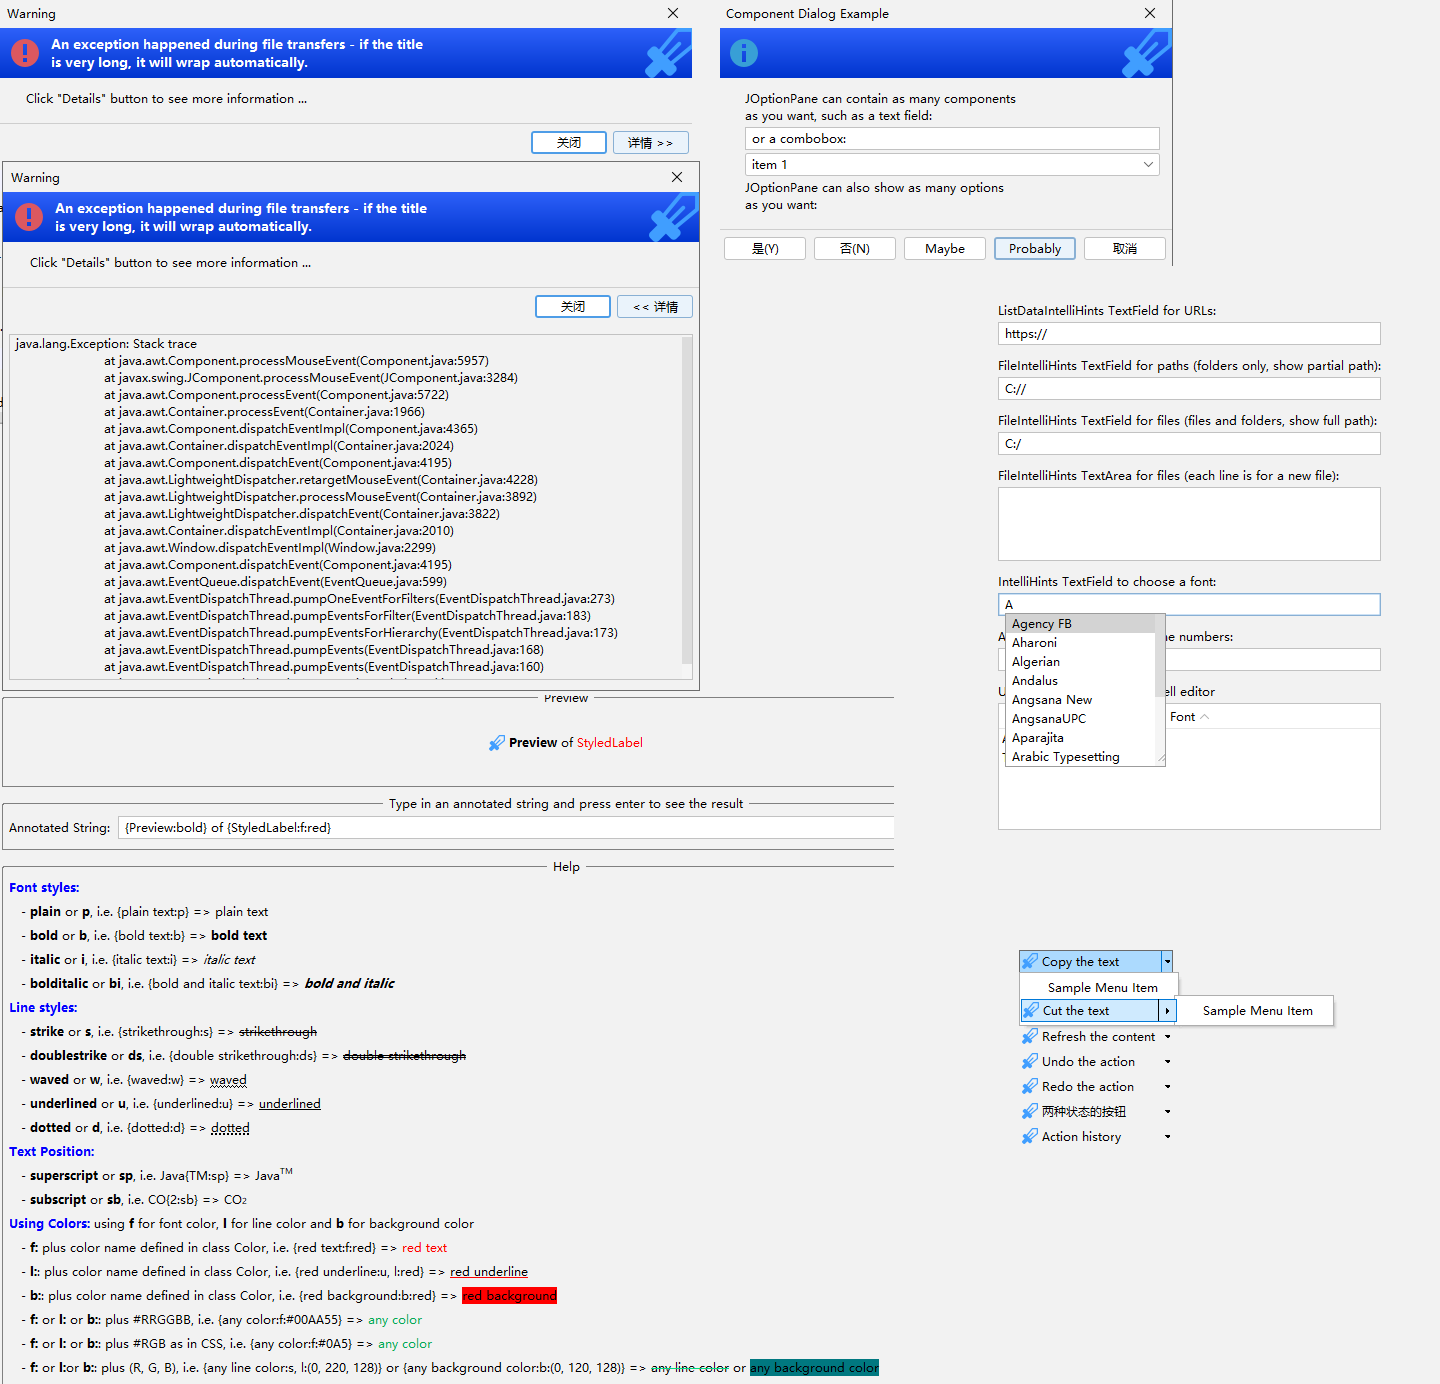 Warning
An exception happened during file transfers - if the title
is very long, it will wrap automatically.
Click "Details" button to see more information ...
关闭
详情 >>
Warning
An exception happened during file transfers - if the title
is very long, it will wrap automatically.
Click "Details" button to see more information ...
关闭
<< 详情
java.lang.Exception: Stack trace
at java.awt.Component.processMouseEvent(Component.java:5957)
at javax.swing.JComponent.processMouseEvent(JComponent.java:3284)
at java.awt.Component.processEvent(Component.java:5722)
at java.awt.Container.processEvent(Container.java:1966)
at java.awt.Component.dispatchEventImpl(Component.java:4365)
at java.awt.Container.dispatchEventImpl(Container.java:2024)
at java.awt.Component.dispatchEvent(Component.java:4195)
at java.awt.LightweightDispatcher.retargetMouseEvent(Container.java:4228)
at java.awt.LightweightDispatcher.processMouseEvent(Container.java:3892)
at java.awt.LightweightDispatcher.dispatchEvent(Container.java:3822)
at java.awt.Container.dispatchEventImpl(Container.java:2010)
at java.awt.Window.dispatchEventImpl(Window.java:2299)
at java.awt.Component.dispatchEvent(Component.java:4195)
at java.awt.EventQueue.dispatchEvent(EventQueue.java:599)
at java.awt.EventDispatchThread.pumpOneEventForFilters(EventDispatchThread.java:273)
at java.awt.EventDispatchThread.pumpEventsForFilter(EventDispatchThread.java:183)
at java.awt.EventDispatchThread.pumpEventsForHierarchy(EventDispatchThread.java:173)
at java.awt.EventDispatchThread.pumpEvents(EventDispatchThread.java:168)
at java.awt.EventDispatchThread.pumpEvents(EventDispatchThread.java:160)
Preview
Preview of StyledLabel
Type in an annotated string and press enter to see the result
Annotated String: {Preview:bold} of {StyledLabel:f:red}
Help
Font styles:
- plain or p, i.e. {plain text:p} => plain text
- bold or b, i.e. {bold text:b} => bold text
- italic or i, i.e. {italic text:i} => italic text
- bolditalic or bi, i.e. {bold and italic text:bi} => bold and italic
Line styles:
- strike or s, i.e. {strikethrough:s} => strikethrough
- doublestrike or ds, i.e. {double strikethrough:ds} => double strikethrough
- waved or w, i.e. {waved:w} => waved
- underlined or u, i.e. {underlined:u} => underlined
- dotted or d, i.e. {dotted:d} => dotted
Text Position:
- superscript or sp, i.e. Java{TM:sp} => JavaTM
- subscript or sb, i.e. CO{2:sb} => CO2
Using Colors: using f for font color, l for line color and b for background color
- f: plus color name defined in class Color, i.e. {red text:f:red} => red text
- l:: plus color name defined in class Color, i.e. {red underline:u, l:red} => red underline
- b:: plus color name defined in class Color, i.e. {red background:b:red} => red background
- f: or l: or b:: plus #RRGGBB, i.e. {any color:f:#00AA55} => any color
- f: or l: or b:: plus #RGB as in CSS, i.e. {any color:f:#0A5} => any color
- f: or l:or b:: plus (R, G, B), i.e. {any line color:s, l:(0, 220, 128)} or {any background color:b:(0, 120, 128)} => any line color or any background color
Component Dialog Example
JOptionPane can contain as many components
as you want, such as a text field:
or a combobox:
item 1
JOptionPane can also show as many options
as you want:
是(Y)
否(N)
Maybe
Probably
取消
ListDataIntelliHints TextField for URLs:
https://
FileIntelliHints TextField for paths (folders only, show partial path):
C://
FileIntelliHints TextField for files (files and folders, show full path):
C:/
FileIntelliHints TextArea for files (each line is for a new file):
IntelliHints TextField to choose a font:
A
Agency FB
Aharoni
Algerian
Andalus
Angsana New
AngsanaUPC
Aparajita
Arabic Typesetting
numbers:
editor
Font
Copy the text
Sample Menu Item
Cut the text
Sample Menu Item
Refresh the content
Undo the action
Redo the action
两种状态的按钮
Action history